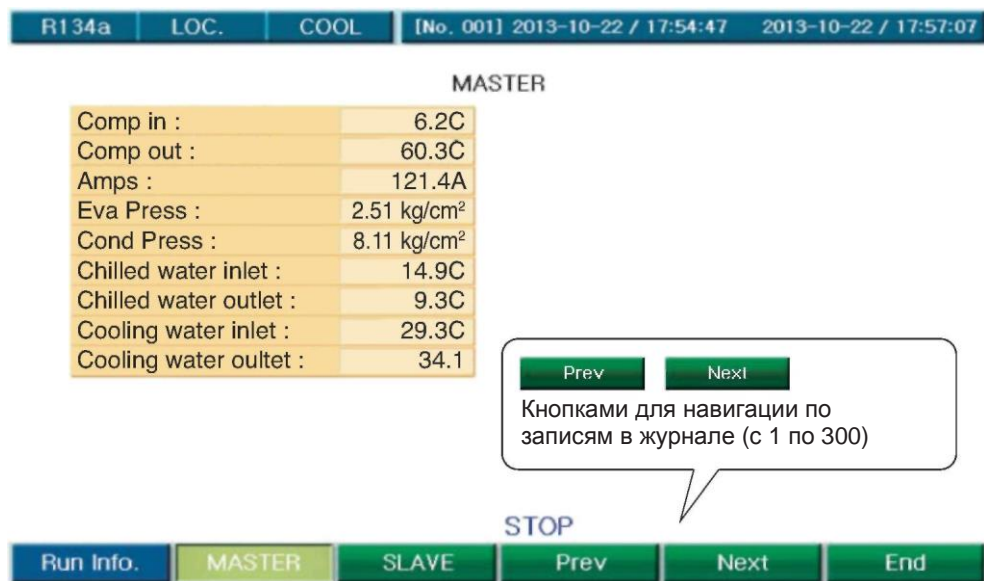 R134a LOC. COOL [No. 001] 2013-10-22 / 17:54:47 2013-10-22 / 17:57:07
MASTER
Comp in : 6.2C
Comp out : 60.3C
Amps : 121.4A
Eva Press : 2.51 kg/cm²
Cond Press : 8.11 kg/cm²
Chilled water inlet : 14.9C
Chilled water outlet : 9.3C
Cooling water inlet : 29.3C
Cooling water oultet : 34.1
Prev Next
Кнопками для навигации по
записям в журнале (с 1 по 300)
STOP
Run Info. MASTER SLAVE Prev Next End